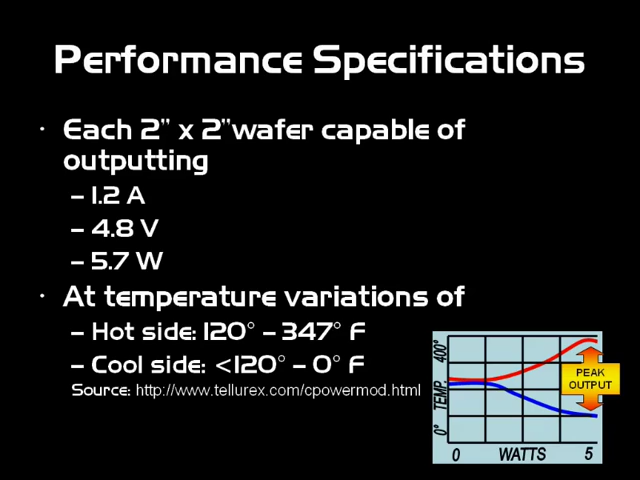 Performance Specifications
• Each 2" x 2"wafer capable of
outputting
– 1.2 A
– 4.8 V
– 5.7 W
• At temperature variations of
– Hot side: 120° – 347° F
– Cool side: <120° – 0° F
Source: http://www.tellurex.com/cpowermod.html
400°
TEMP.
0°
PEAK
OUTPUT
0 WATTS 5